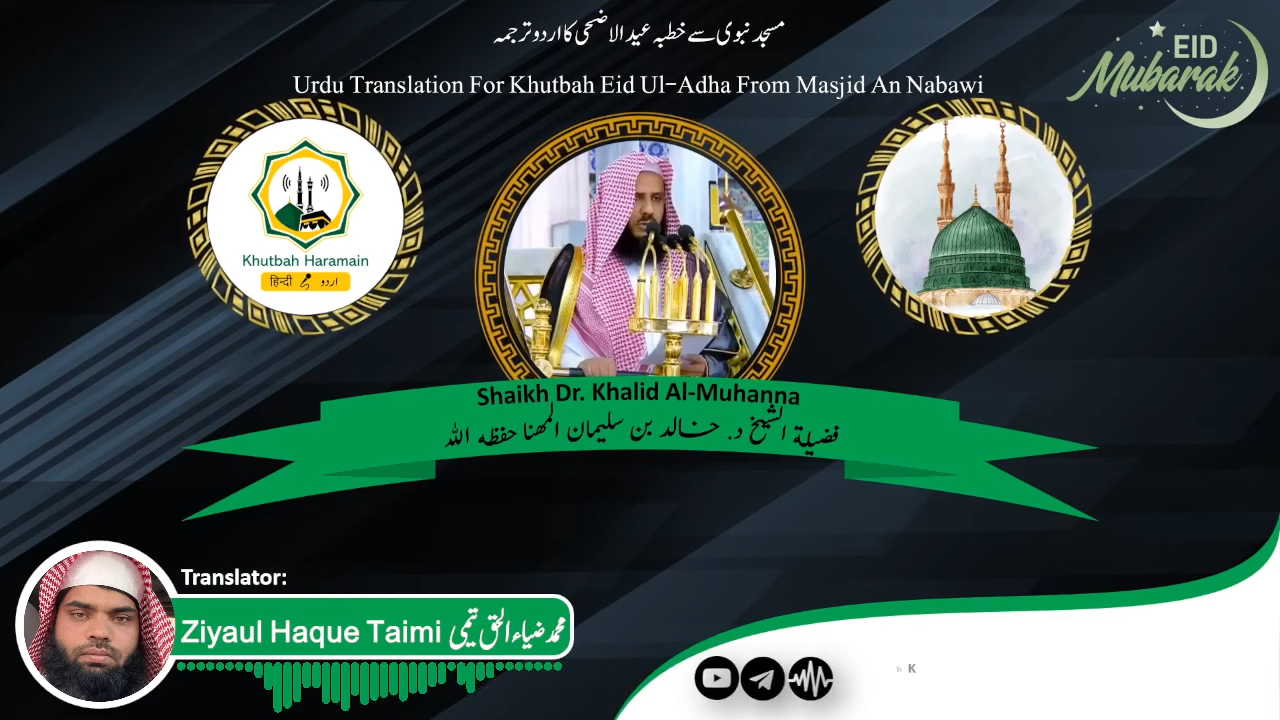 مسجد نبوی سے خطبہ عید الاضحی کا اردو ترجمہ
Urdu Translation For Khutbah Eid Ul-Adha From Masjid An Nabawi
EID
Mubarak
Khutbah Haramain
हिन्दी اردو
Shaikh Dr. Khalid Al-Muhanna
فضيلة الشيخ د. خالد بن سليمان المهنا حفظه الله
Translator:
Ziyaul Haque Taimi محمد ضیاء الحق تیمی
K